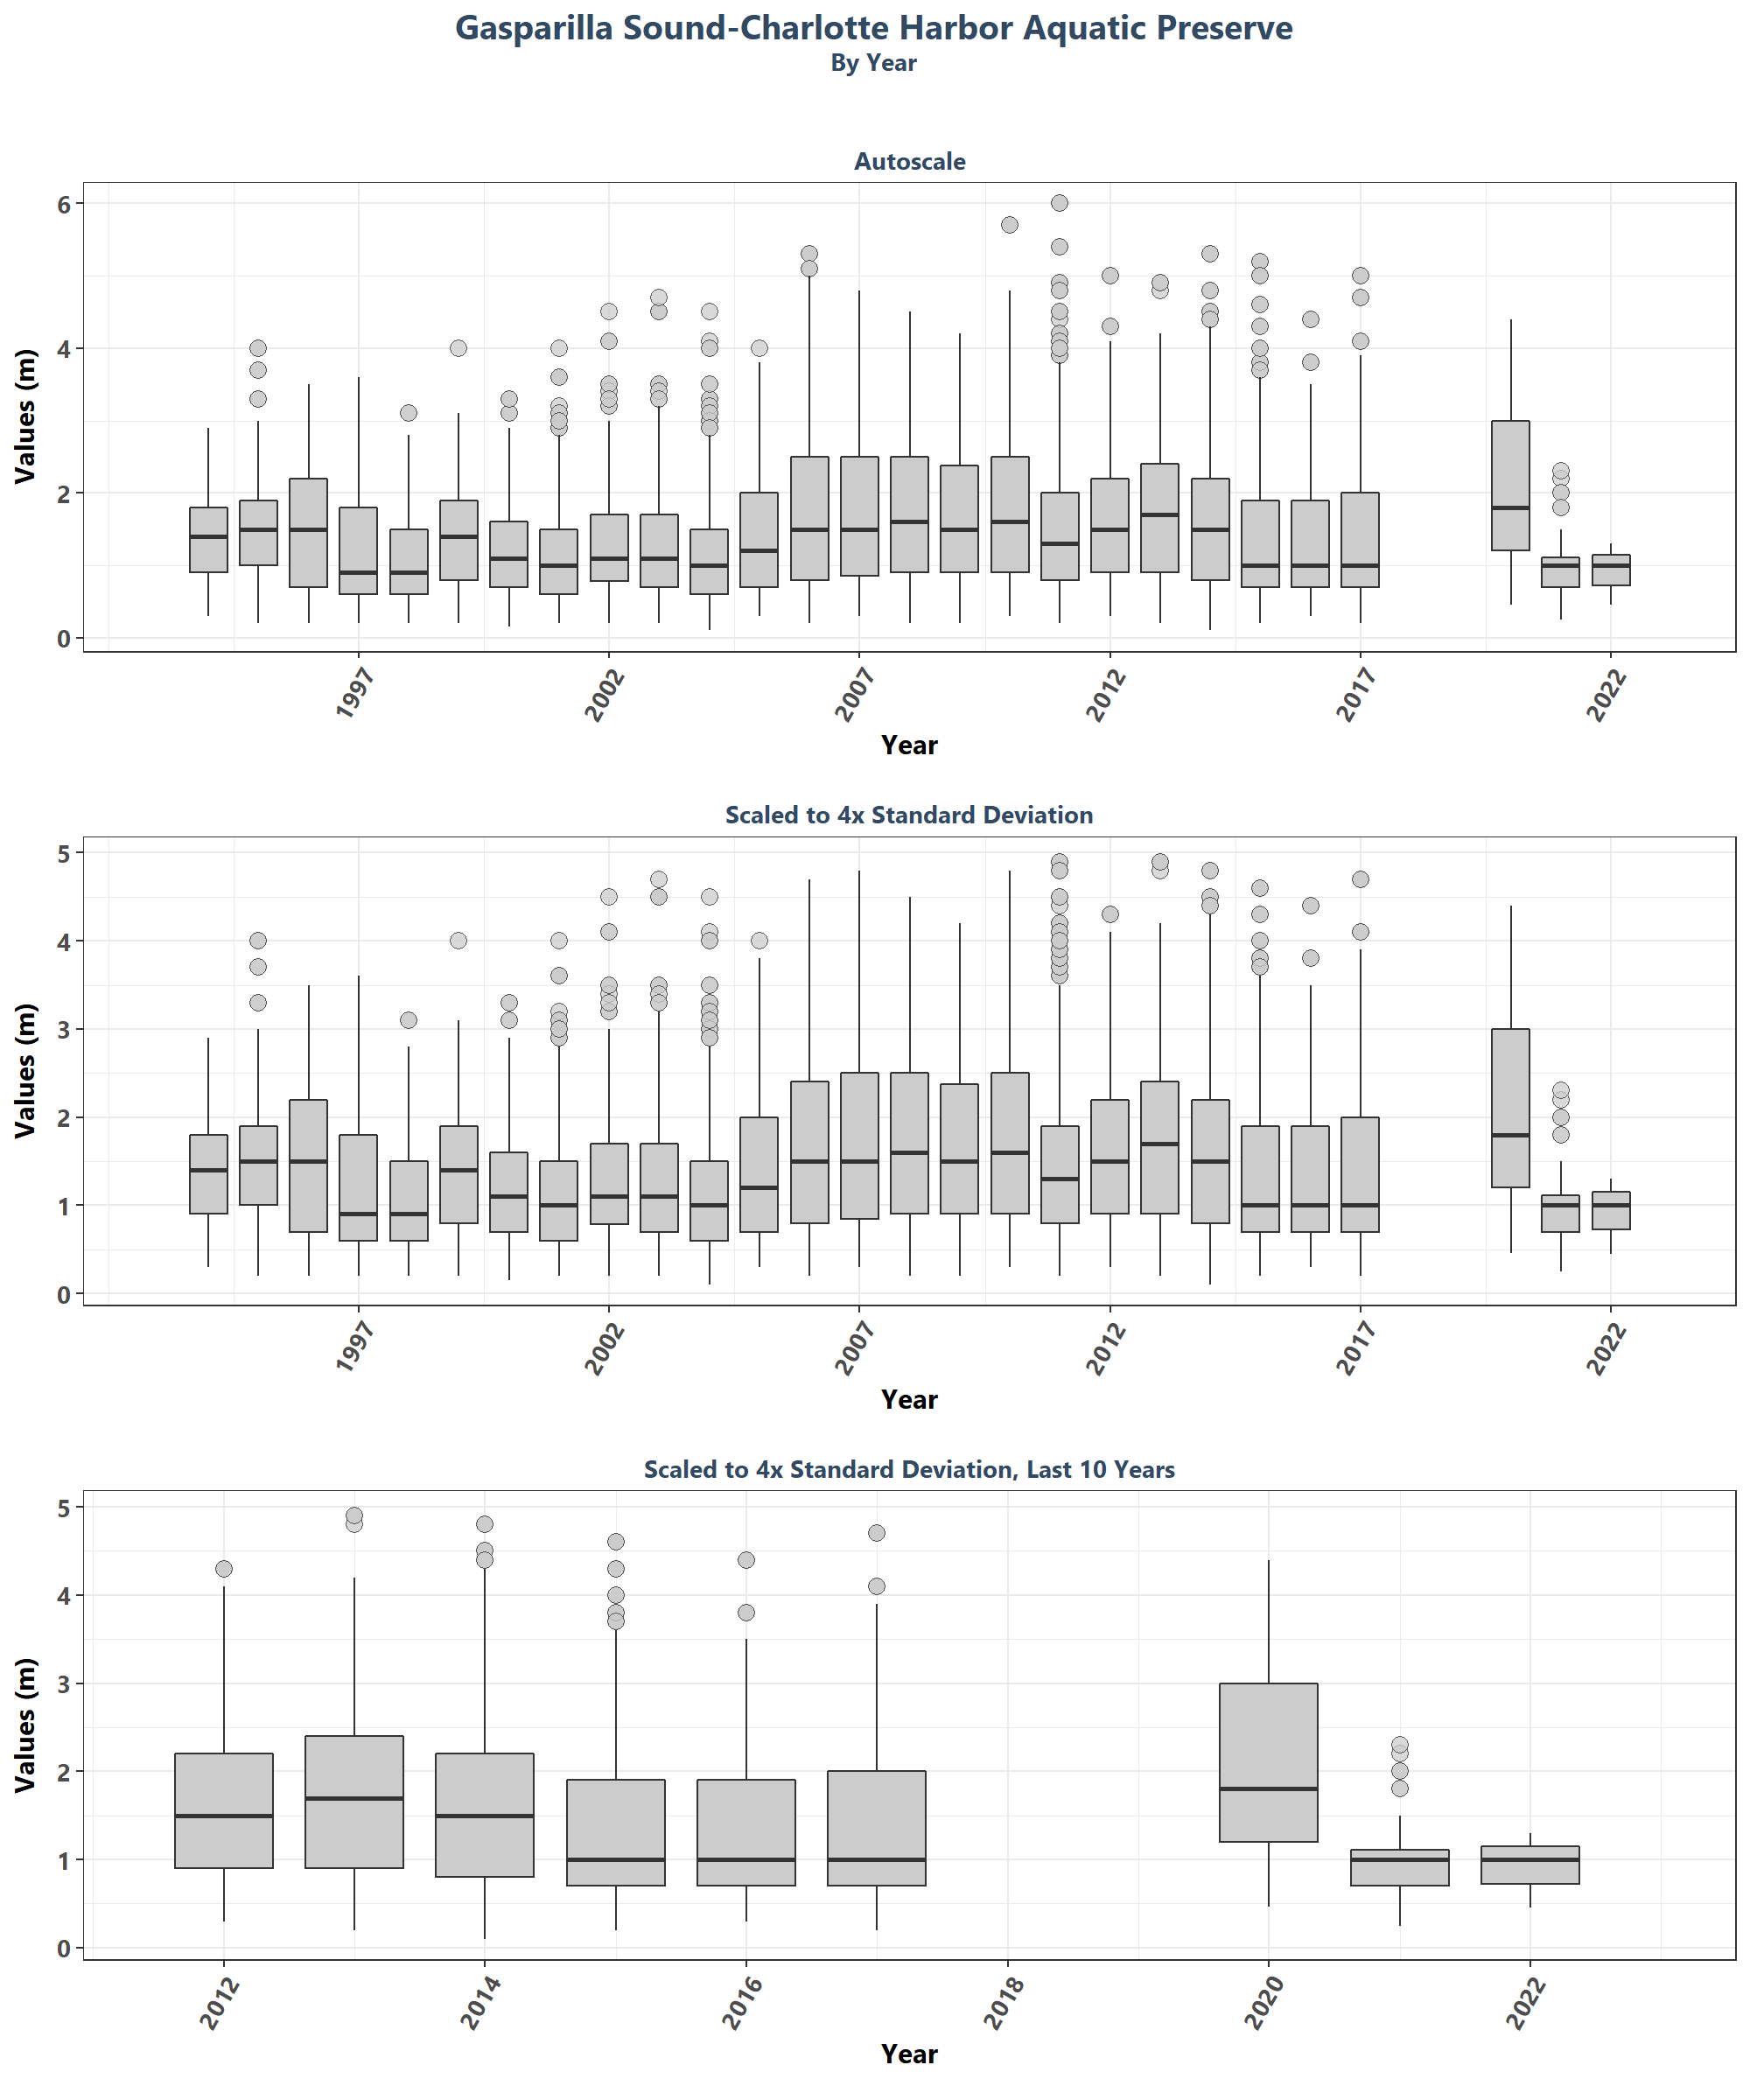 Gasparilla Sound-Charlotte Harbor Aquatic Preserve
By Year
Autoscale
Values (m)
6
4
2
0
1997 2002 2007 2012 2017 2022
Year
Scaled to 4x Standard Deviation
Values (m)
5
4
3
2
1
0
1997 2002 2007 2012 2017 2022
Year
Scaled to 4x Standard Deviation, Last 10 Years
Values (m)
5
4
3
2
1
0
2012 2014 2016 2018 2020 2022
Year